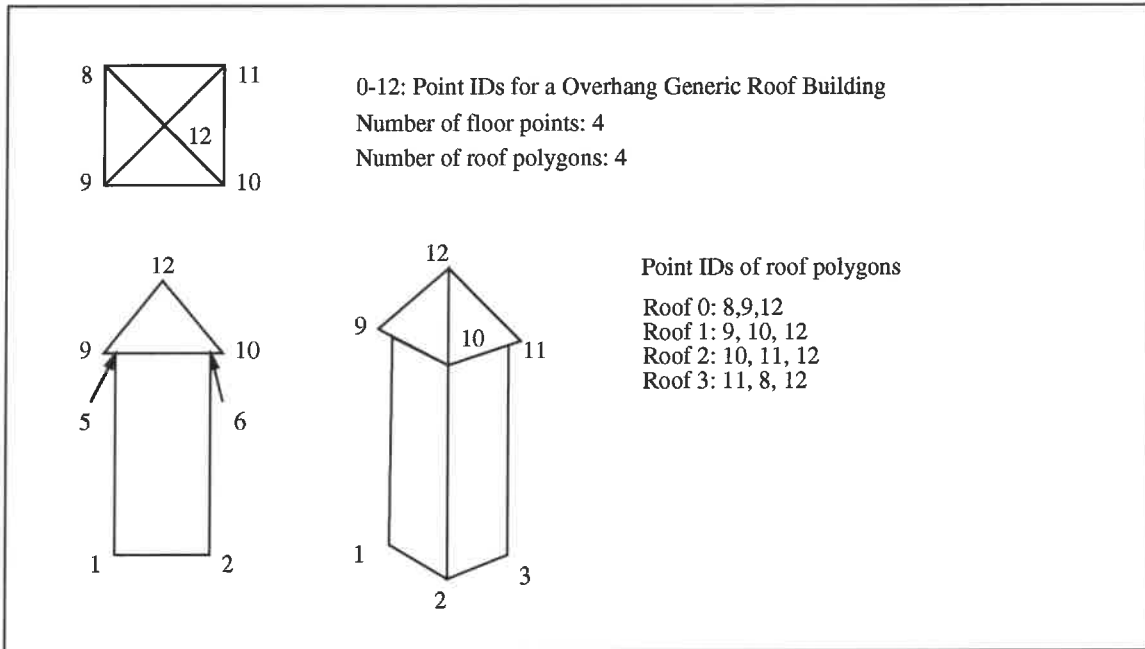 8
11
12
9
10
0-12: Point IDs for a Overhang Generic Roof Building
Number of floor points: 4
Number of roof polygons: 4
12
9
10
5
6
1
2
12
9
10
11
1
2
3
Point IDs of roof polygons
Roof 0: 8,9,12
Roof 1: 9, 10, 12
Roof 2: 10, 11, 12
Roof 3: 11, 8, 12